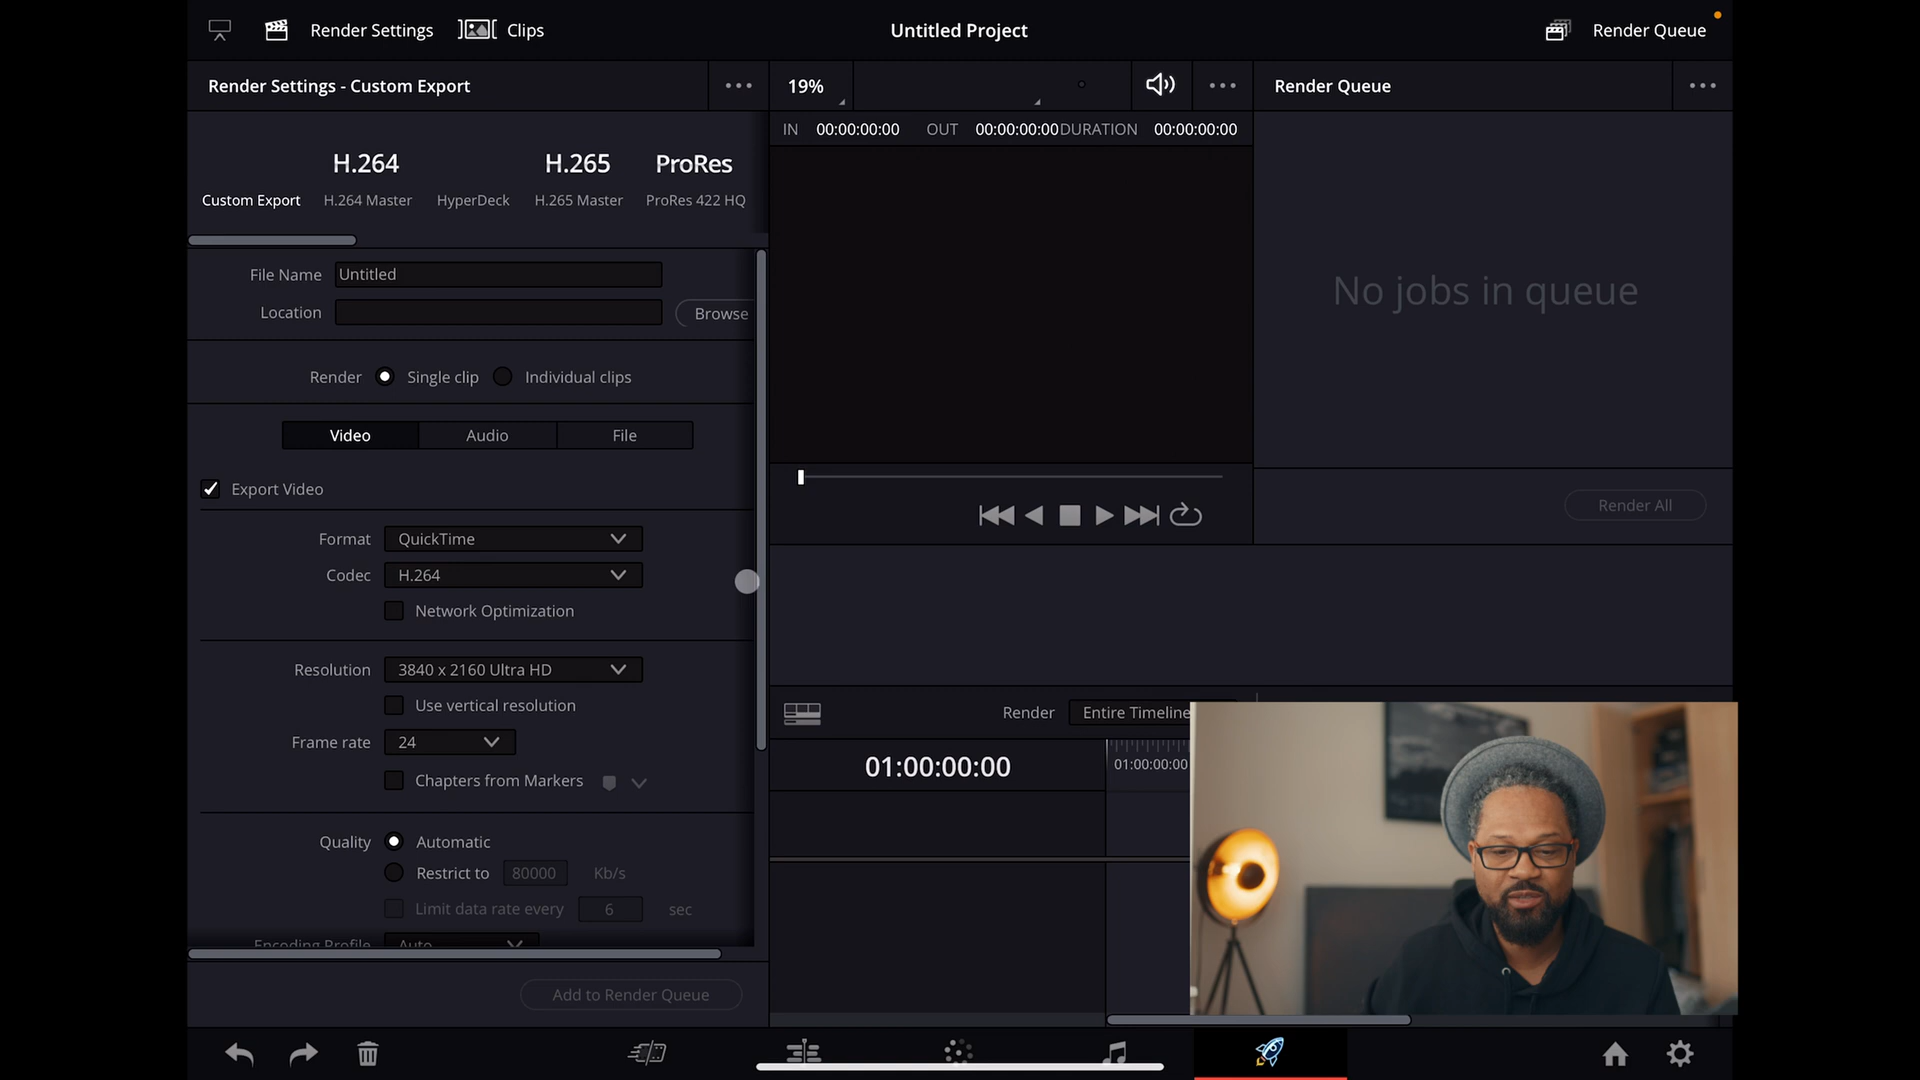 Render Settings
Clips
Untitled Project
Render Queue
Render Settings - Custom Export
19%
Render Queue
IN 00:00:00:00 OUT 00:00:00:00 DURATION 00:00:00:00
H.264
H.265
ProRes
Custom Export
H.264 Master
HyperDeck
H.265 Master
ProRes 422 HQ
File Name Untitled
Location
Browse
No jobs in queue
Render Single clip Individual clips
Video
Audio
File
Export Video
Render All
Format QuickTime
Codec H.264
Network Optimization
Resolution 3840 x 2160 Ultra HD
Use vertical resolution
Render Entire Timeline
Frame rate 24
01:00:00:00
01:00:00:00
Chapters from Markers
Quality Automatic
Restrict to 80000 Kb/s
Limit data rate every 6 sec
Encoding Profile Auto
Add to Render Queue